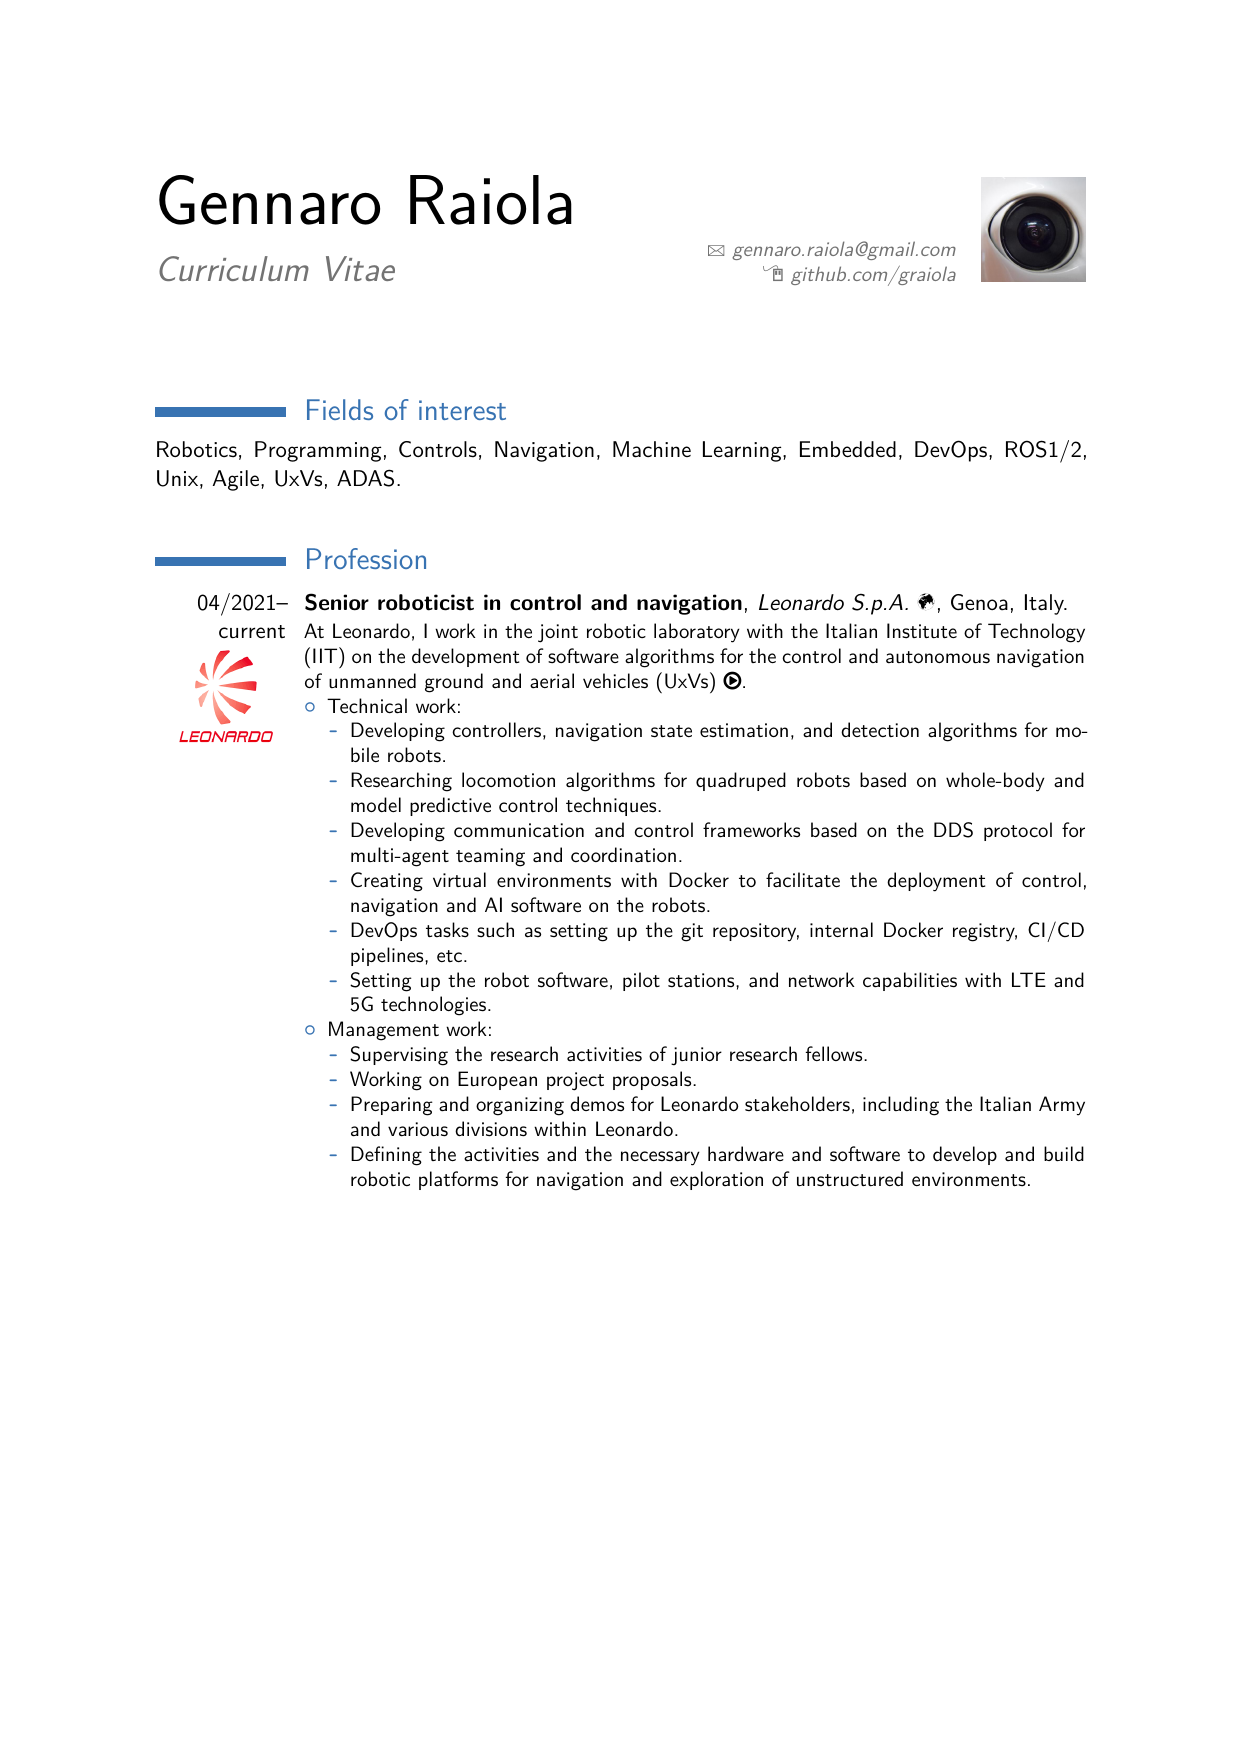 Gennaro Raiola
Curriculum Vitae
gennaro.raiola@gmail.com
github.com/graiola
Fields of interest
Robotics, Programming, Controls, Navigation, Machine Learning, Embedded, DevOps, ROS1/2,
Unix, Agile, UxVs, ADAS.
Profession
04/2021–
current
LEONARDO
Senior roboticist in control and navigation, Leonardo S.p.A. , Genoa, Italy.
At Leonardo, I work in the joint robotic laboratory with the Italian Institute of Technology
(IIT) on the development of software algorithms for the control and autonomous navigation
of unmanned ground and aerial vehicles (UxVs) .
○ Technical work:
- Developing controllers, navigation state estimation, and detection algorithms for mo-
bile robots.
- Researching locomotion algorithms for quadruped robots based on whole-body and
model predictive control techniques.
- Developing communication and control frameworks based on the DDS protocol for
multi-agent teaming and coordination.
- Creating virtual environments with Docker to facilitate the deployment of control,
navigation and AI software on the robots.
- DevOps tasks such as setting up the git repository, internal Docker registry, CI/CD
pipelines, etc.
- Setting up the robot software, pilot stations, and network capabilities with LTE and
5G technologies.
○ Management work:
- Supervising the research activities of junior research fellows.
- Working on European project proposals.
- Preparing and organizing demos for Leonardo stakeholders, including the Italian Army
and various divisions within Leonardo.
- Defining the activities and the necessary hardware and software to develop and build
robotic platforms for navigation and exploration of unstructured environments.